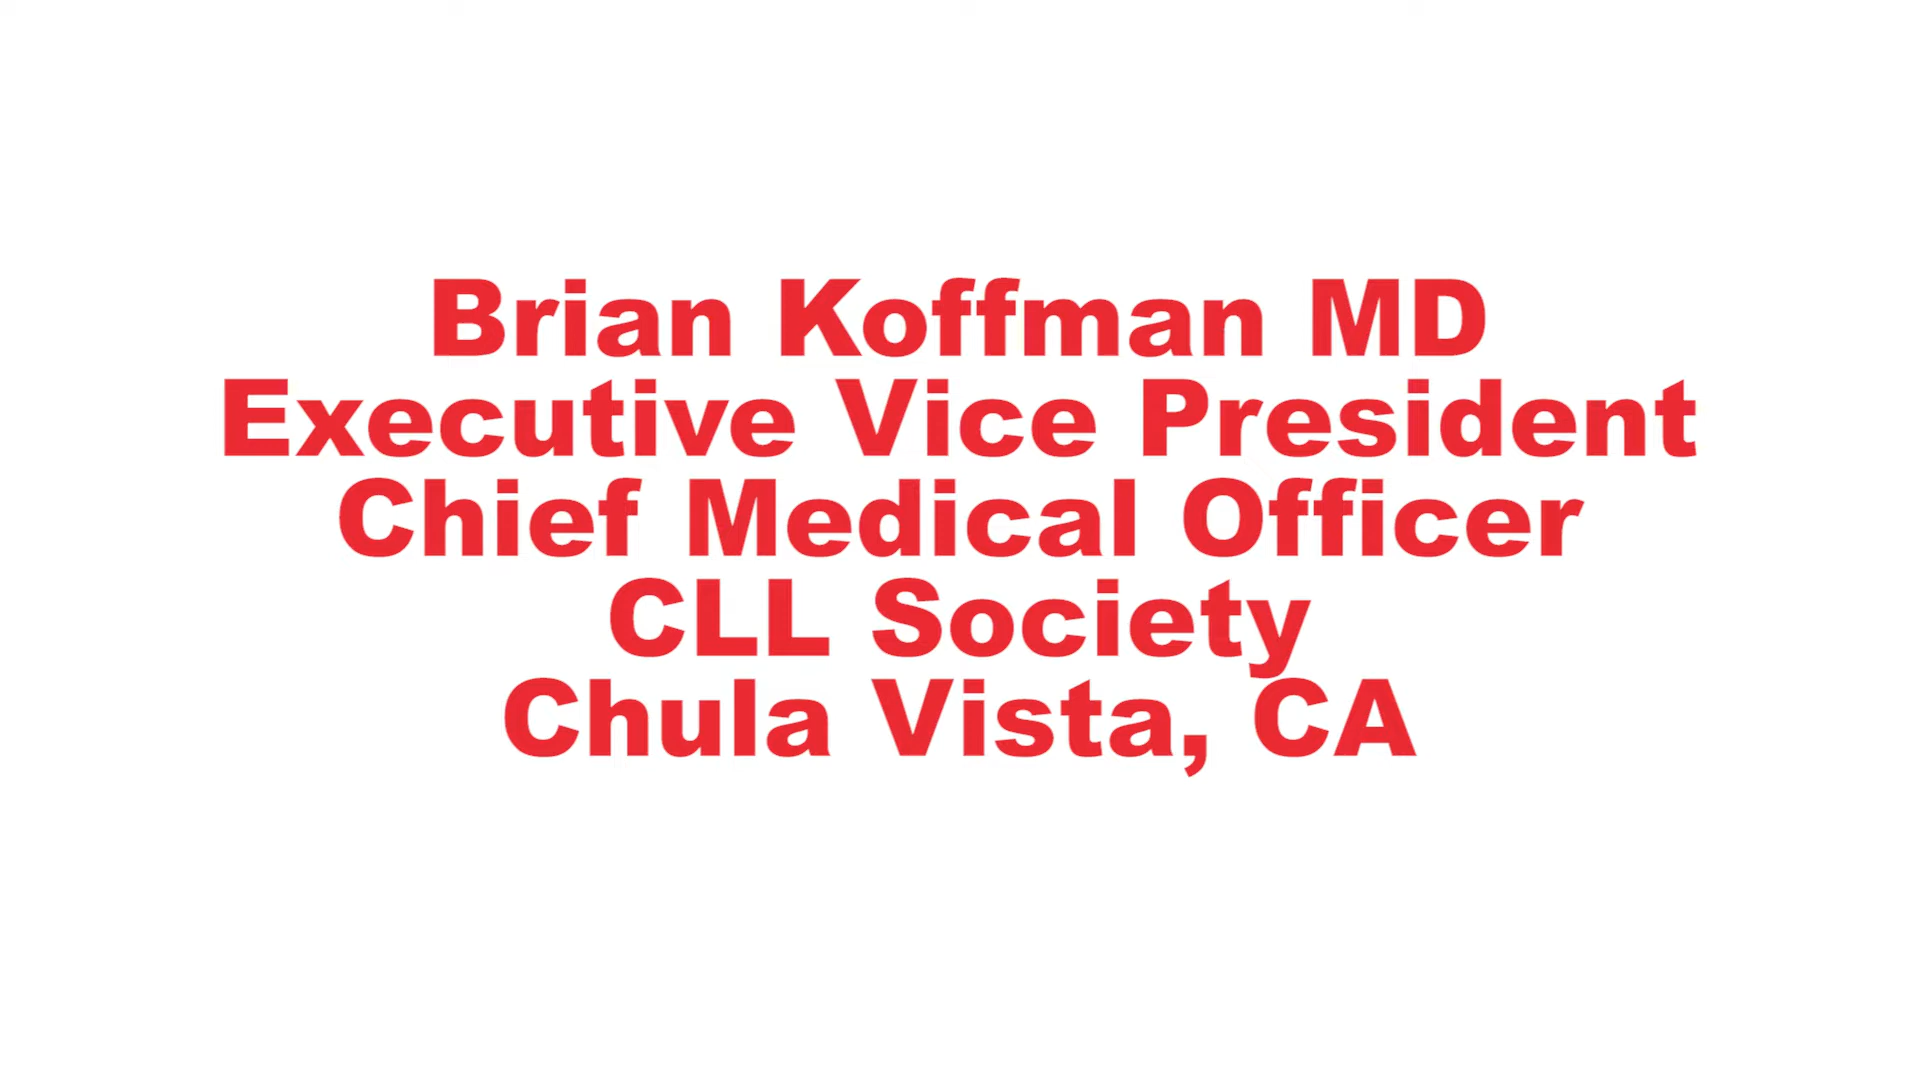 Brian Koffman MD
Executive Vice President
Chief Medical Officer
CLL Society
Chula Vista, CA